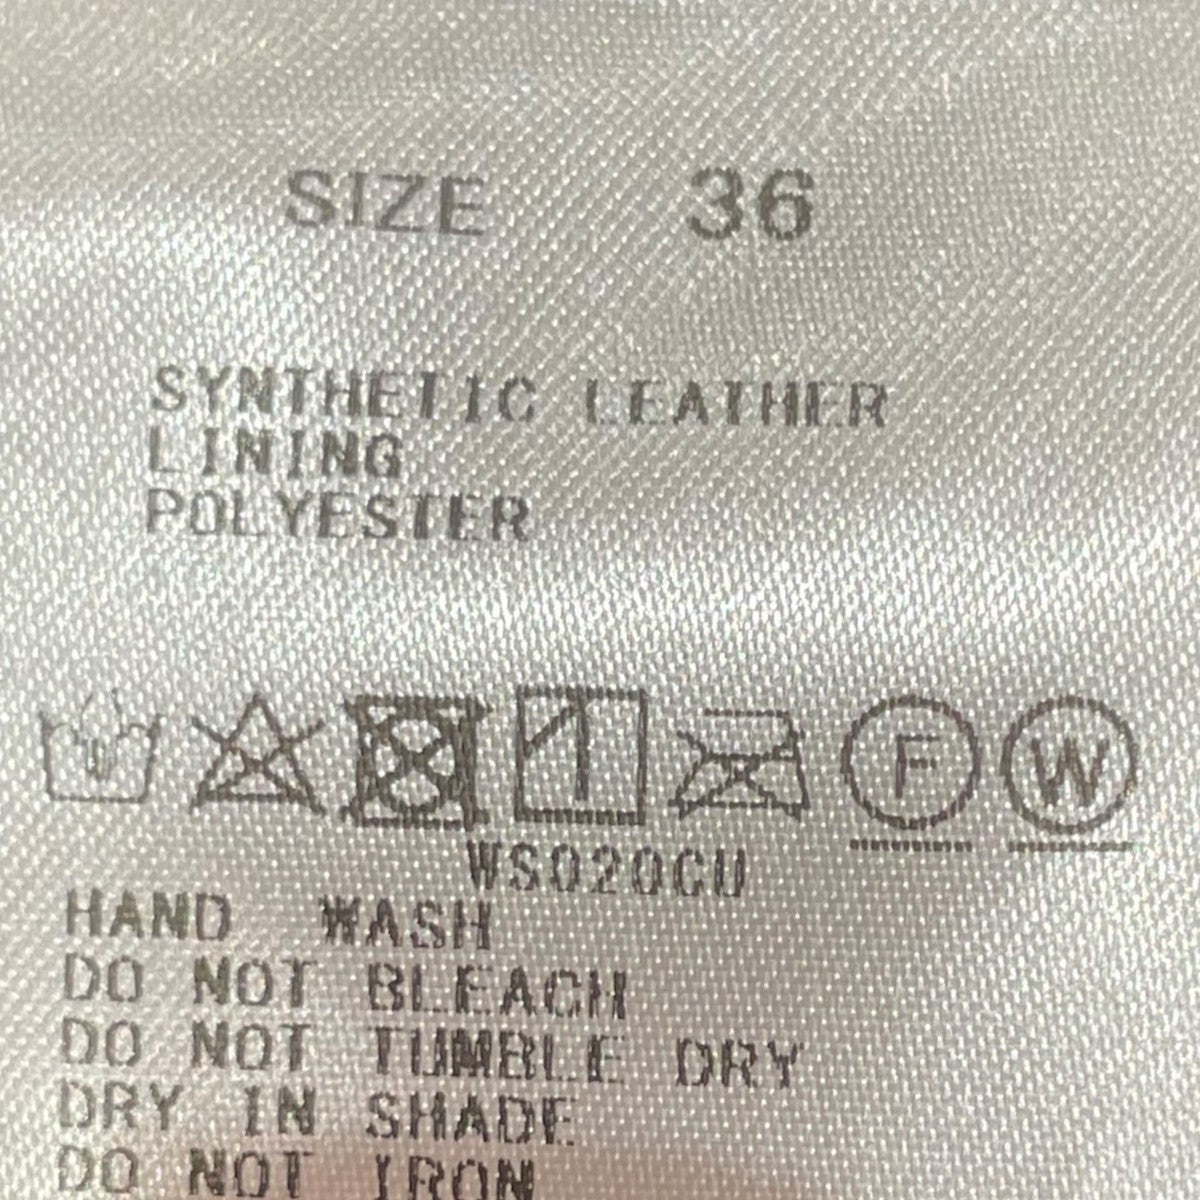 SIZE 36
SYNTHETIC LEATHER
LINING
POLYESTER
F W
WS020CU
HAND WASH
DO NOT BLEACH
DO NOT TUMBLE DRY
DRY IN SHADE
DO NOT IRON